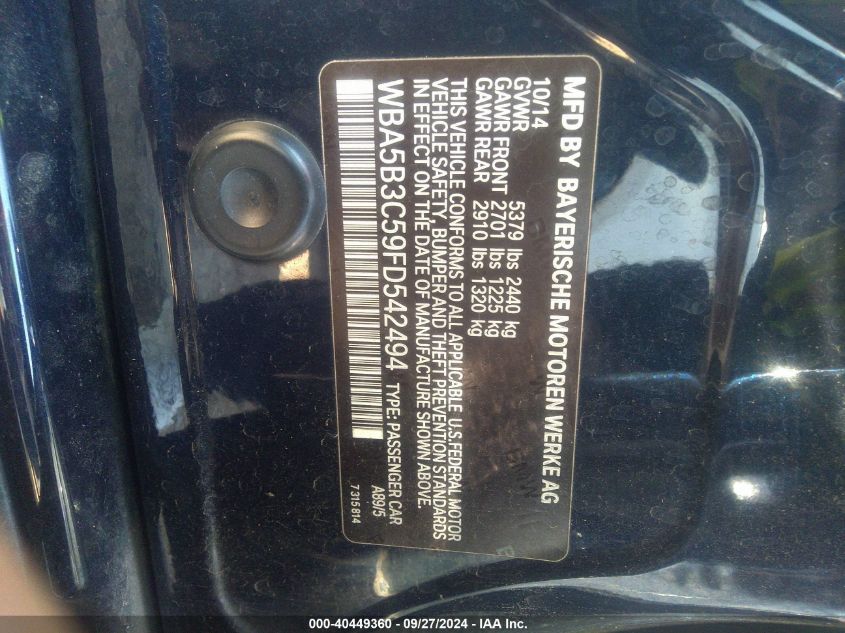 MFD BY BAYERISCHE MOTOREN WERKE AG
10/14
GVWR 5379 lbs 2440 kg
GAWR FRONT 2701 lbs 1225 kg
GAWR REAR 2910 lbs 1320 kg
THIS VEHICLE CONFORMS TO ALL APPLICABLE U.S.FEDERAL MOTOR
VEHICLE SAFETY, BUMPER AND THEFT PREVENTION STANDARDS
IN EFFECT ON THE DATE OF MANUFACTURE SHOWN ABOVE.
WBA5B3C59FD542494 TYPE: PASSENGER CAR
A89/5
7 315 814
000-40449360 - 09/27/2024 - IAA Inc.